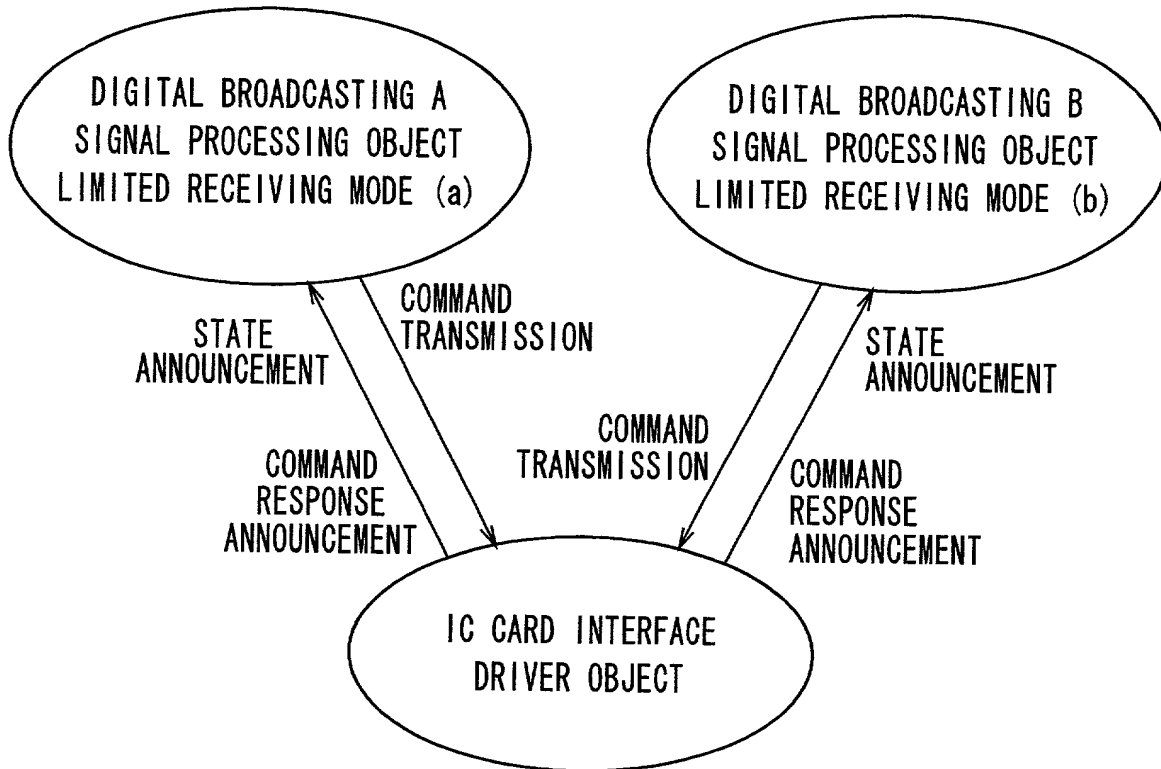 DIGITAL BROADCASTING A
SIGNAL PROCESSING OBJECT
LIMITED RECEIVING MODE (a)
DIGITAL BROADCASTING B
SIGNAL PROCESSING OBJECT
LIMITED RECEIVING MODE (b)
STATE
ANNOUNCEMENT
COMMAND
TRANSMISSION
COMMAND
RESPONSE
ANNOUNCEMENT
COMMAND
TRANSMISSION
STATE
ANNOUNCEMENT
COMMAND
RESPONSE
ANNOUNCEMENT
IC CARD INTERFACE
DRIVER OBJECT